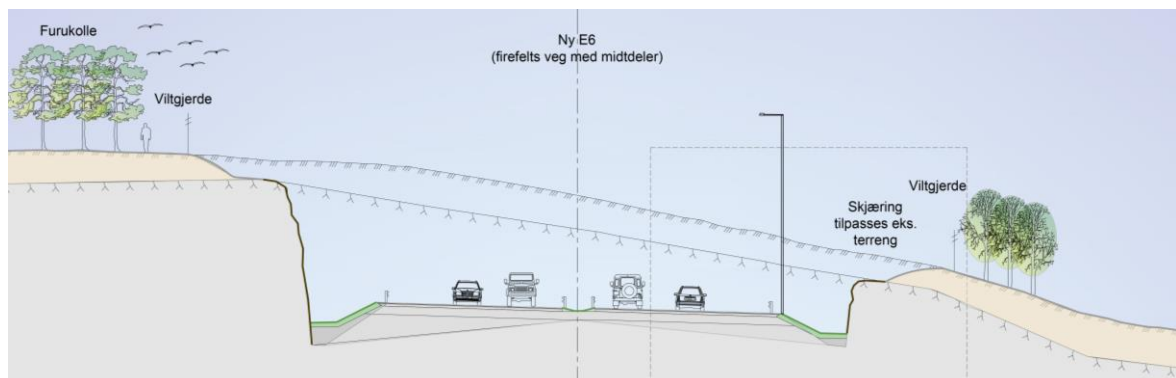 Furukolle
Viltgjerde
Ny E6
(firefelts veg med midtdeler)
Viltgjerde
Skjæring
tilpasses eks.
terreng